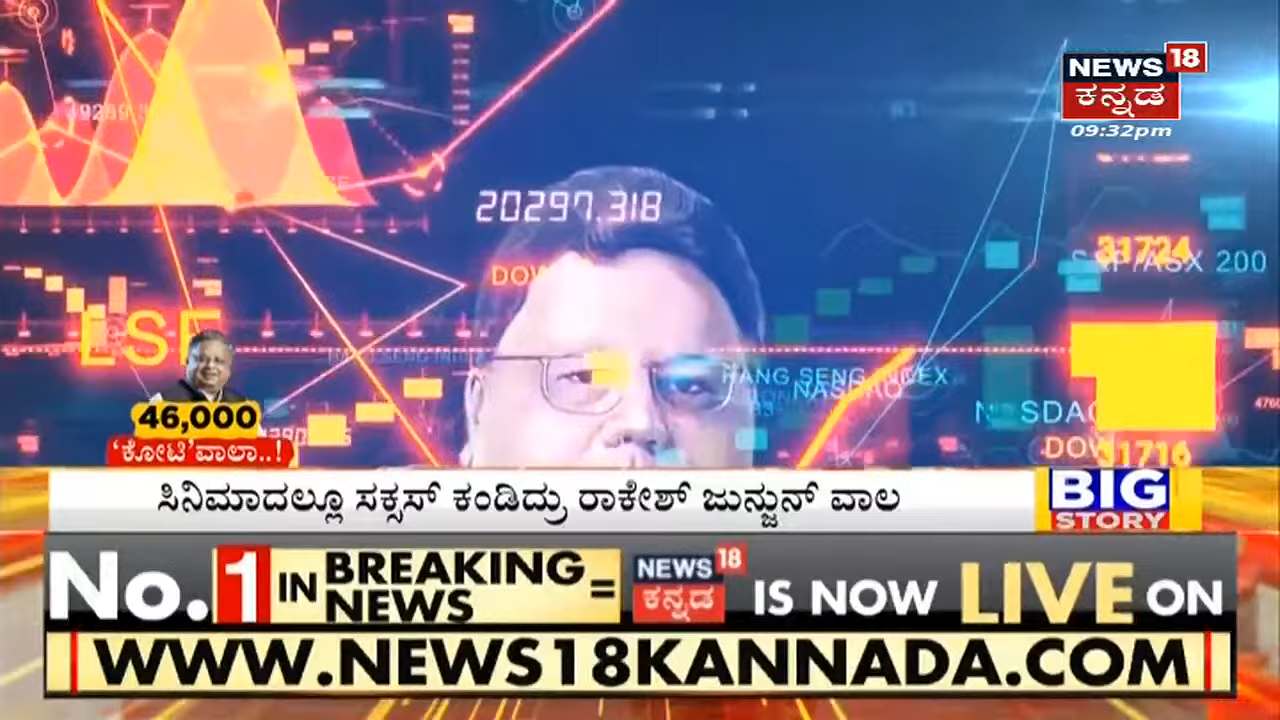 NEWS 18
ಕನ್ನಡ
09:32pm
20297.318
31724
S&P/ASX 200
LSE
HANG SENG INDEX
NASDAQ
46,000
'ಕೋಟಿ'ವಾಲಾ..!
31716
ಸಿನಿಮಾದಲ್ಲೂ ಸಕ್ಸಸ್ ಕಂಡಿದ್ರು ರಾಕೇಶ್ ಜುನ್ಜುನ್ ವಾಲ
BIG
STORY
No.1 IN BREAKING NEWS = NEWS 18 ಕನ್ನಡ IS NOW LIVE ON
WWW.NEWS18KANNADA.COM